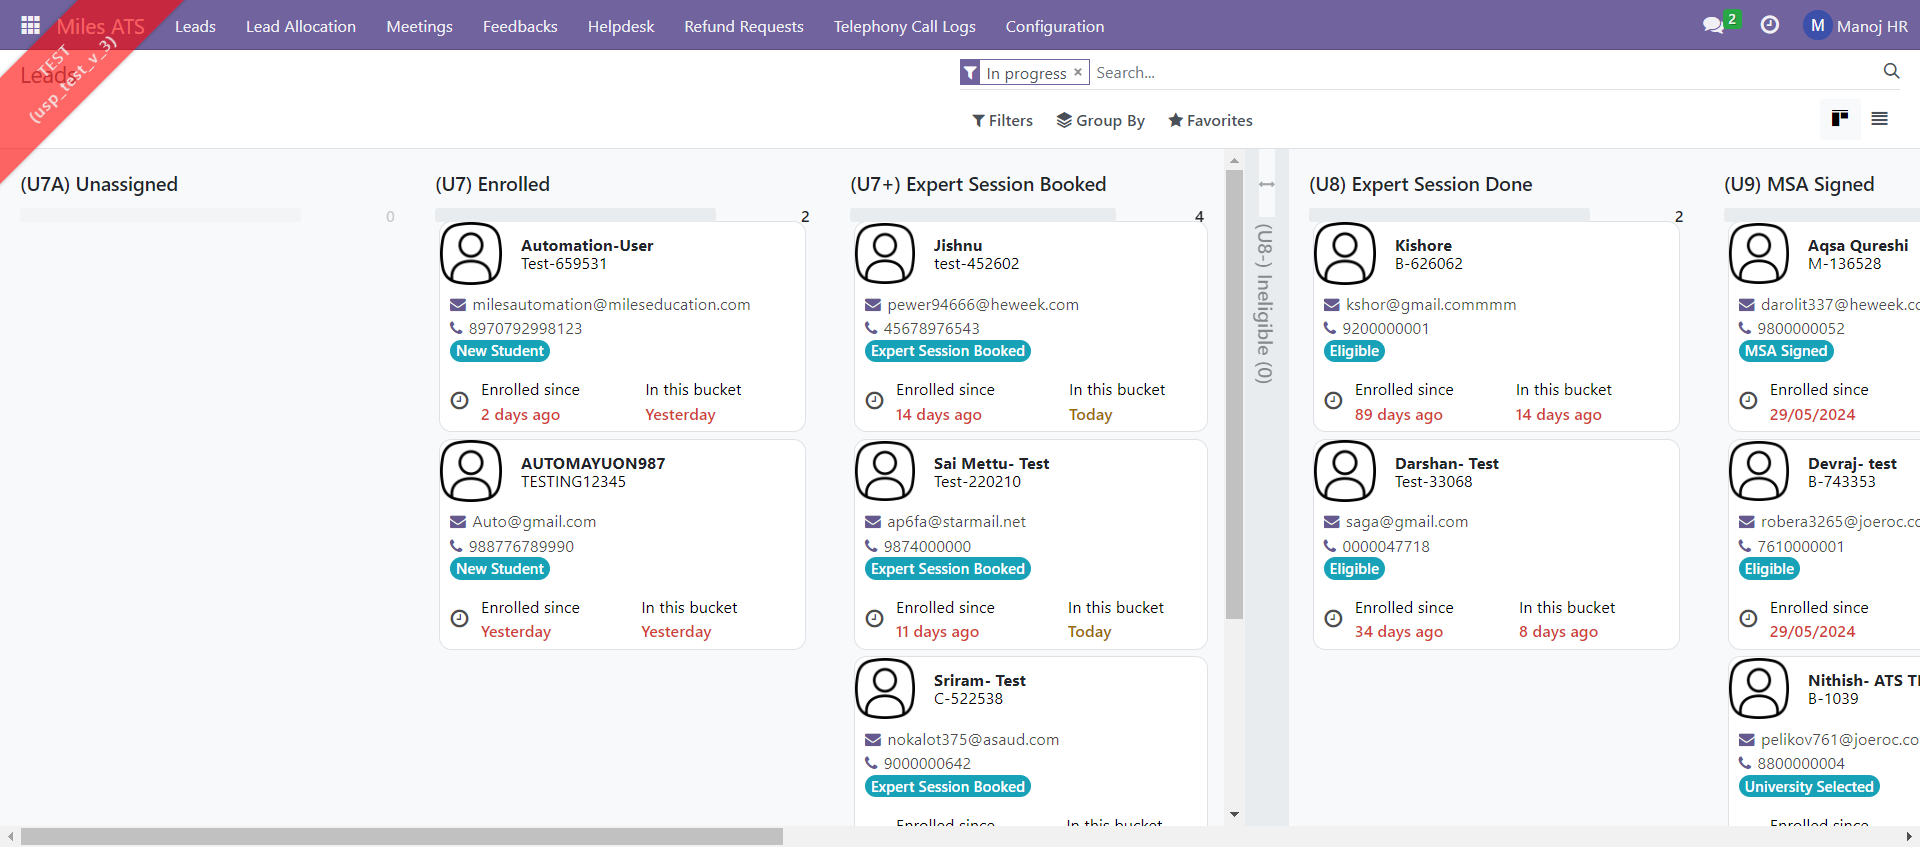 Miles ATS
Leads
Lead Allocation
Meetings
Feedbacks
Helpdesk
Refund Requests
Telephony Call Logs
Configuration
2
M
Manoj HR
TEST
(usp_test_v_3)
Leads
In progress ×
Search...
Filters
Group By
Favorites
(U7A) Unassigned
0
(U7) Enrolled
2
Automation-User
Test-659531
milesautomation@mileseducation.com
8970792998123
New Student
Enrolled since
In this bucket
2 days ago
Yesterday
AUTOMAYUON987
TESTING12345
Auto@gmail.com
988776789990
New Student
Enrolled since
In this bucket
Yesterday
Yesterday
(U7+) Expert Session Booked
4
Jishnu
test-452602
pewer94666@heweek.com
45678976543
Expert Session Booked
Enrolled since
In this bucket
14 days ago
Today
Sai Mettu- Test
Test-220210
ap6fa@starmail.net
9874000000
Expert Session Booked
Enrolled since
In this bucket
11 days ago
Today
Sriram- Test
C-522538
nokalot375@asaud.com
9000000642
Expert Session Booked
Enrolled since
In this bucket
(U8-) Ineligible (0)
(U8) Expert Session Done
2
Kishore
B-626062
kshor@gmail.commmm
9200000001
Eligible
Enrolled since
In this bucket
89 days ago
14 days ago
Darshan- Test
Test-33068
saga@gmail.com
0000047718
Eligible
Enrolled since
In this bucket
34 days ago
8 days ago
(U9) MSA Signed
Aqsa Qureshi
M-136528
darolit337@heweek.co
9800000052
MSA Signed
Enrolled since
29/05/2024
Devraj- test
B-743353
robera3265@joeroc.co
7610000001
Eligible
Enrolled since
29/05/2024
Nithish- ATS T
B-1039
pelikov761@joeroc.co
8800000004
University Selected
Enrolled since